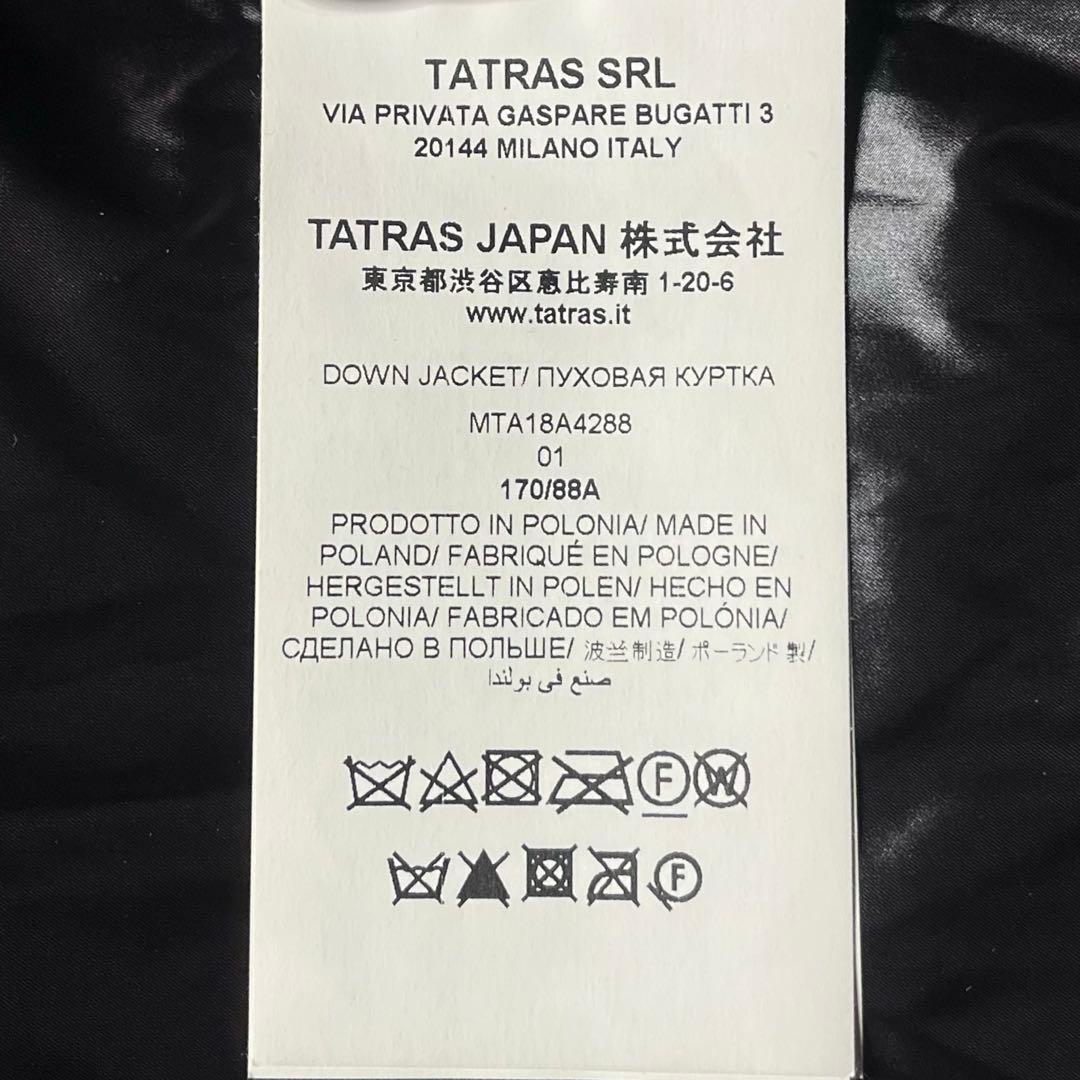 TATRAS SRL
VIA PRIVATA GASPARE BUGATTI 3
20144 MILANO ITALY
TATRAS JAPAN 株式会社
東京都渋谷区恵比寿南 1-20-6
www.tatras.it
DOWN JACKET/ ПУХОВАЯ КУРТКА
MTA18A4288
01
170/88A
PRODOTTO IN POLONIA/ MADE IN
POLAND/ FABRIQUÉ EN POLOGNE/
HERGESTELLT IN POLEN/ HECHO EN
POLONIA/ FABRICADO EM POLÓNIA/
СДЕЛАНО В ПОЛЬШЕ/ 波兰制造/ ポーランド 製/
صنع في بولندا
F W
F